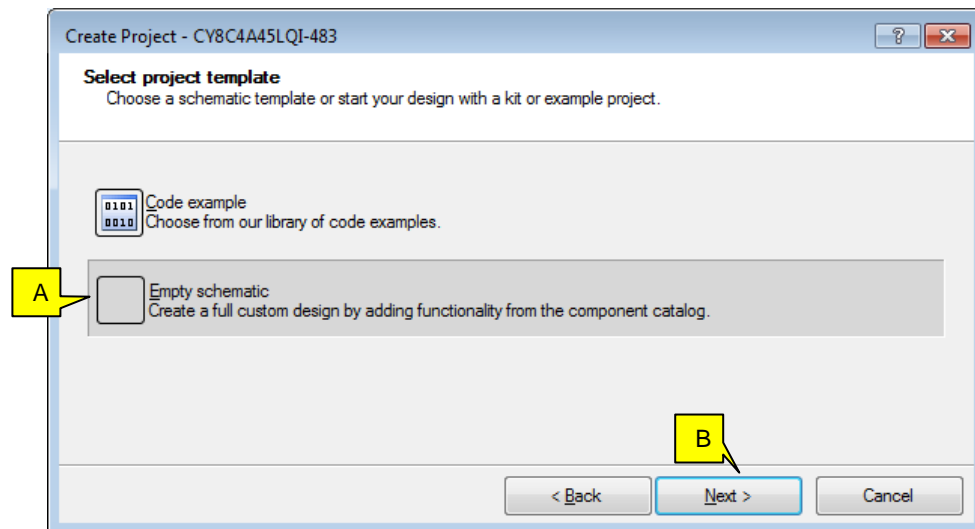 Create Project - CY8C4A45LQI-483
Select project template
Choose a schematic template or start your design with a kit or example project.
0101
0010
Code example
Choose from our library of code examples.
A
Empty schematic
Create a full custom design by adding functionality from the component catalog.
B
< Back
Next >
Cancel